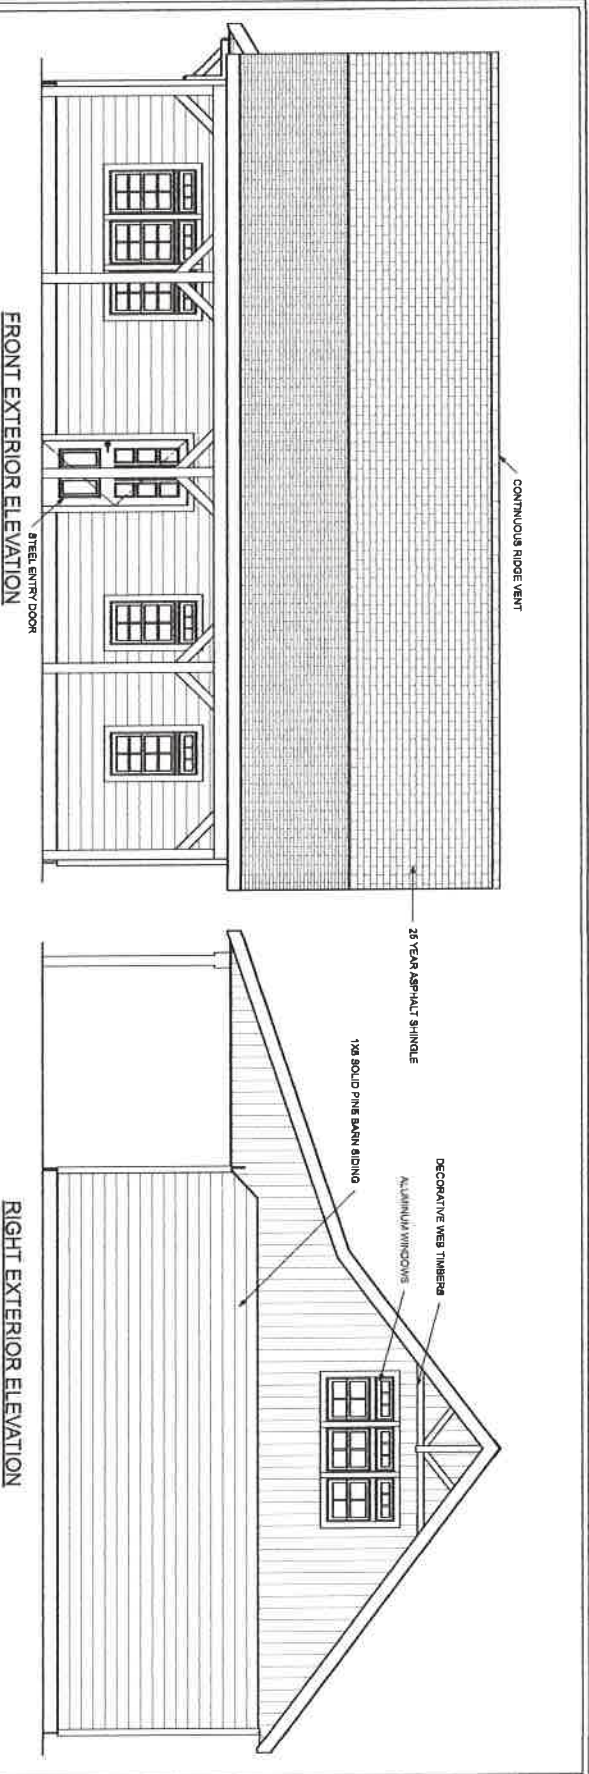 CONTINUOUS RIDGE VENT
25 YEAR ASPHALT SHINGLE
STEEL ENTRY DOOR
FRONT EXTERIOR ELEVATION
DECORATIVE WEB TIMBERS
ALUMINUM WINDOWS
1X8 SOLID PINE BARN SIDING
RIGHT EXTERIOR ELEVATION